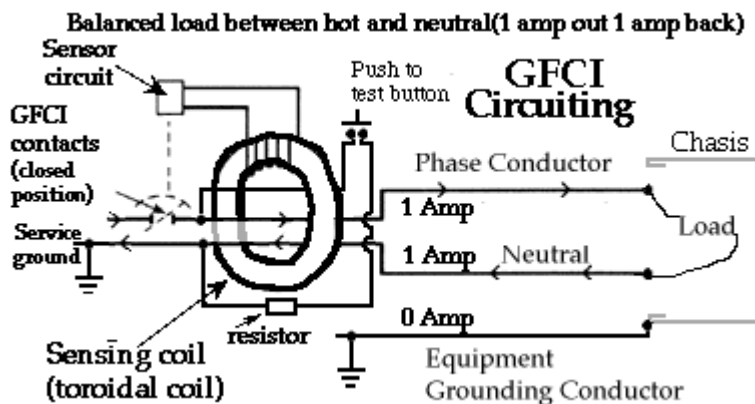 Balanced load between hot and neutral(1 amp out 1 amp back)
Sensor
circuit
Push to
test button
GFCI
Circuiting
GFCI
contacts
(closed
position)
Chasis
Phase Conductor
1 Amp
Load
Service
ground
1 Amp
Neutral
0 Amp
resistor
Sensing coil
(toroidal coil)
Equipment
Grounding Conductor